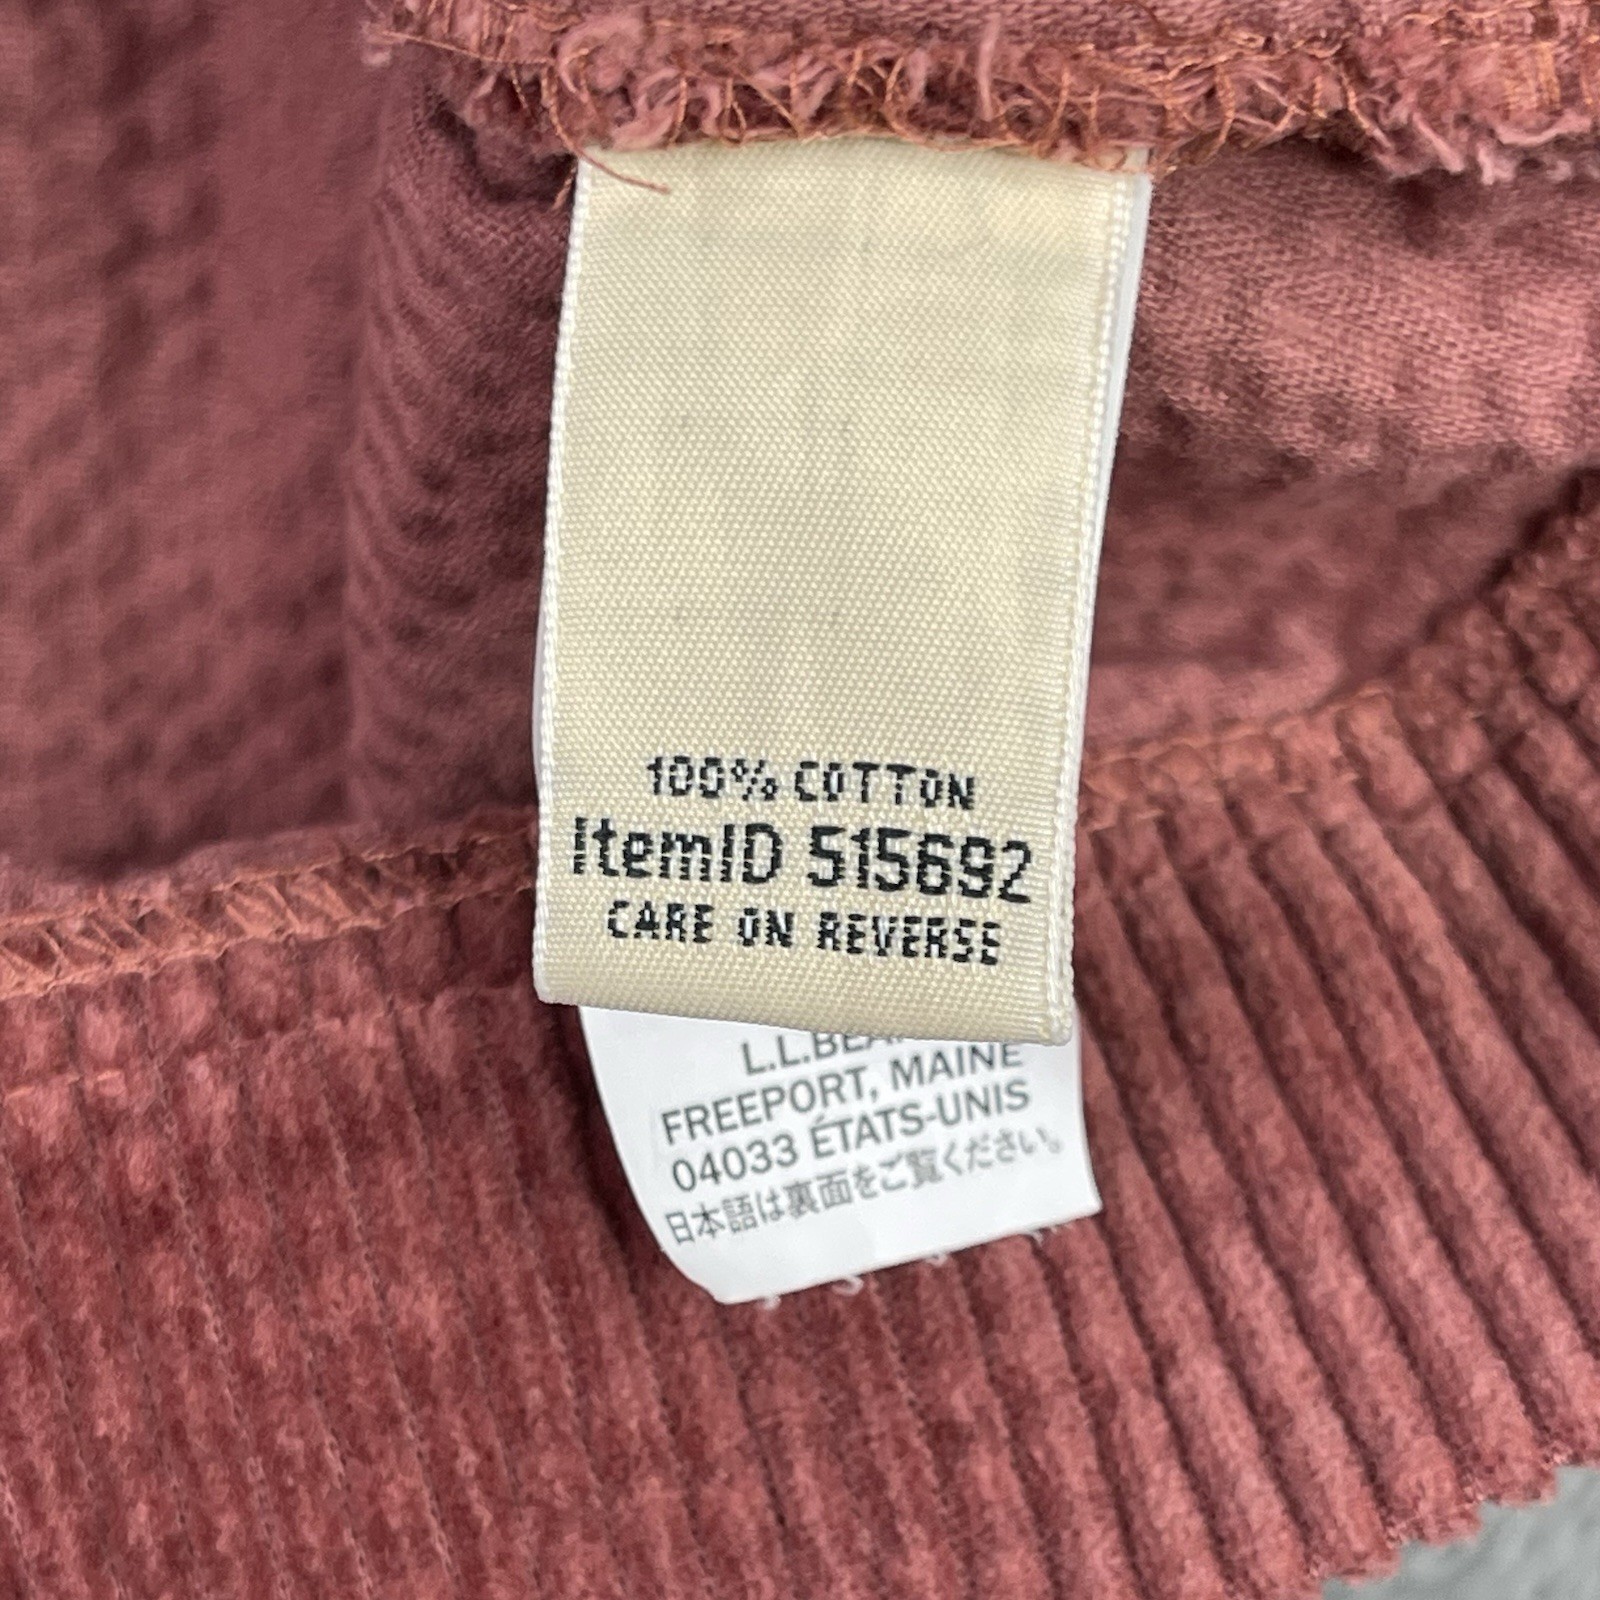 100% COTTON
ItemID 515692
CARE ON REVERSE
L.L.BEA
FREEPORT, MAINE
04033 ÉTATS-UNIS
日本語は裏面をご覧ください。